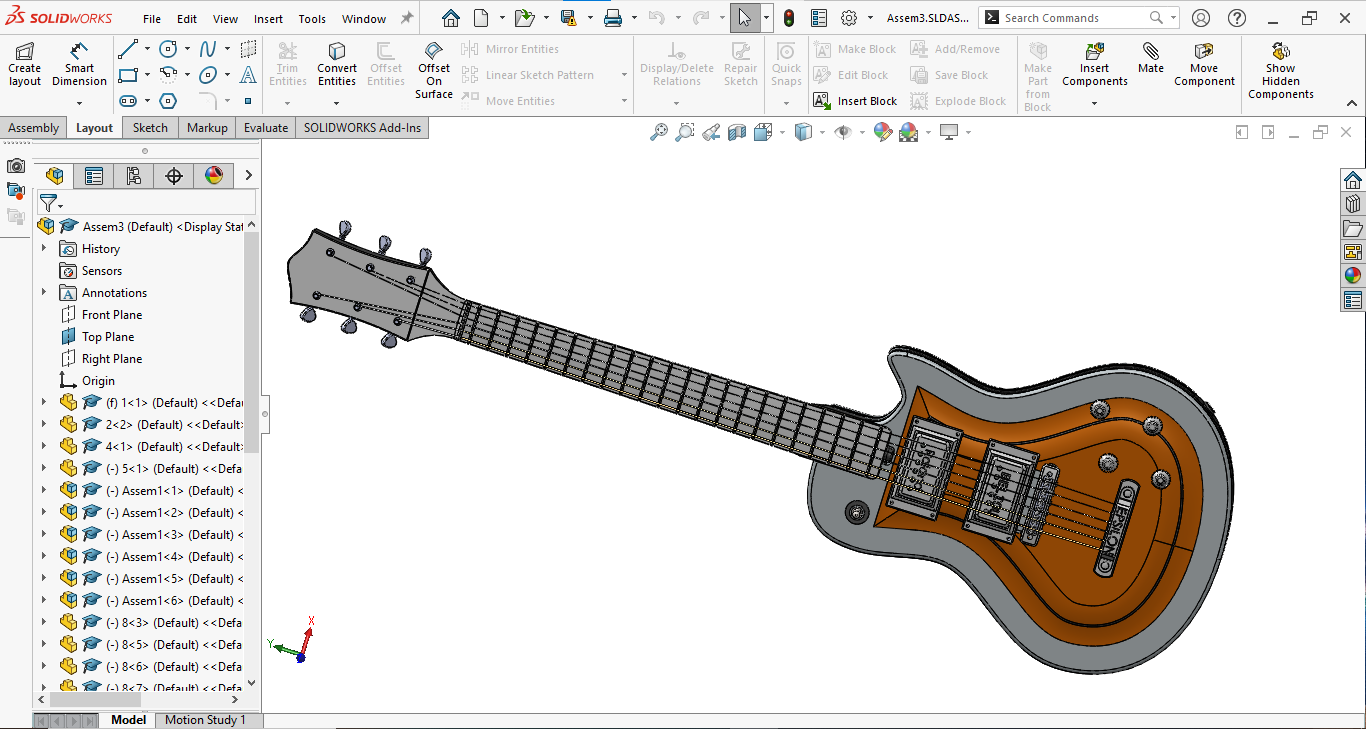 SOLIDWORKS File Edit View Insert Tools Window Assem3.SLDAS... Search Commands
Create layout
Smart Dimension
Trim Entities
Convert Entities
Offset Entities
Offset On Surface
Mirror Entities
Linear Sketch Pattern
Move Entities
Display/Delete Relations
Repair Sketch
Quick Snaps
Make Block
Edit Block
Insert Block
Add/Remove
Save Block
Explode Block
Make Part from Block
Insert Components
Mate
Move Component
Show Hidden Components
Assembly Layout Sketch Markup Evaluate SOLIDWORKS Add-Ins
Assem3 (Default) <Display Stat
History
Sensors
Annotations
Front Plane
Top Plane
Right Plane
Origin
(f) 1<1> (Default) <<Defau
2<2> (Default) <<Default>
4<1> (Default) <<Default>
(-) 5<1> (Default) <<Defa
(-) Assem1<1> (Default) <
(-) Assem1<2> (Default) <
(-) Assem1<3> (Default) <
(-) Assem1<4> (Default) <
(-) Assem1<5> (Default) <
(-) Assem1<6> (Default) <
(-) 8<3> (Default) <<Defa
(-) 8<5> (Default) <<Defa
(-) 8<6> (Default) <<Defa
(-) 8<7> (Default) <<Defa
X
Y
Model Motion Study 1